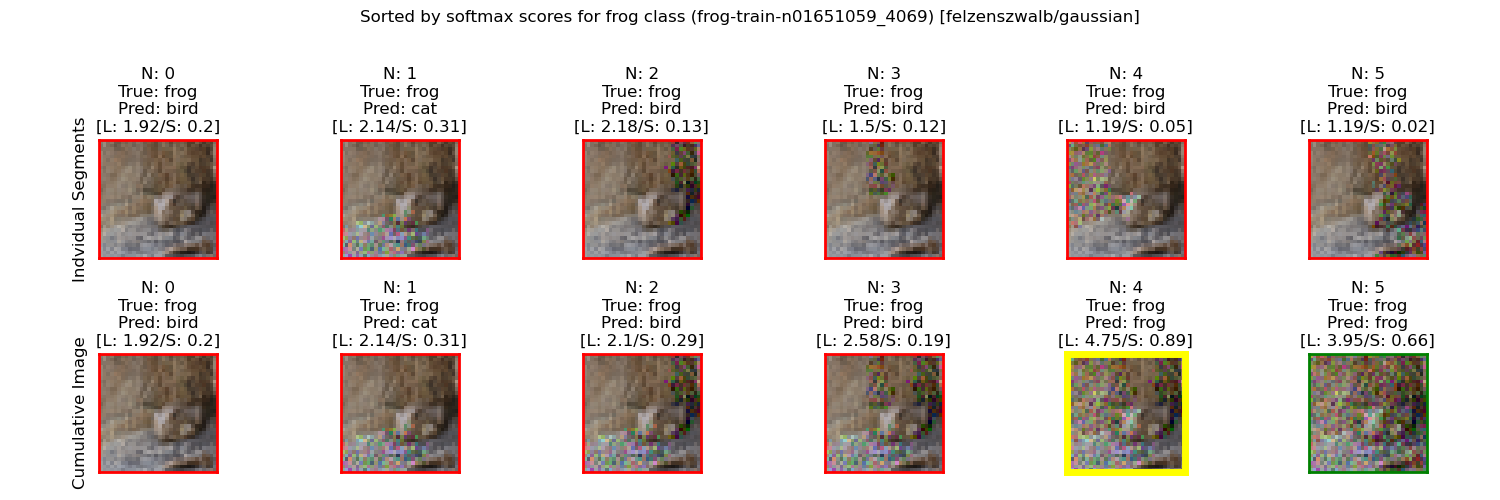 Sorted by softmax scores for frog class (frog-train-n01651059_4069) [felzenszwalb/gaussian]
Indvidual Segments
N: 0
True: frog
Pred: bird
[L: 1.92/S: 0.2]
N: 1
True: frog
Pred: cat
[L: 2.14/S: 0.31]
N: 2
True: frog
Pred: bird
[L: 2.18/S: 0.13]
N: 3
True: frog
Pred: bird
[L: 1.5/S: 0.12]
N: 4
True: frog
Pred: bird
[L: 1.19/S: 0.05]
N: 5
True: frog
Pred: bird
[L: 1.19/S: 0.02]
Cumulative Image
N: 0
True: frog
Pred: bird
[L: 1.92/S: 0.2]
N: 1
True: frog
Pred: cat
[L: 2.14/S: 0.31]
N: 2
True: frog
Pred: bird
[L: 2.1/S: 0.29]
N: 3
True: frog
Pred: bird
[L: 2.58/S: 0.19]
N: 4
True: frog
Pred: frog
[L: 4.75/S: 0.89]
N: 5
True: frog
Pred: frog
[L: 3.95/S: 0.66]